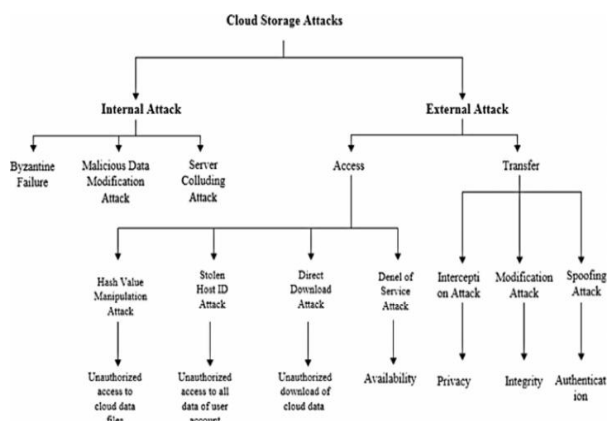 Cloud Storage Attacks
Internal Attack
External Attack
Byzantine
Failure
Malicious Data
Modification
Attack
Server
Colluding
Attack
Access
Transfer
Hash Value
Manipulation
Attack
Stolen
Host ID
Attack
Direct
Download
Attack
Denel of
Service
Attack
Intercepti
on Attack
Modification
Attack
Spoofing
Attack
Unauthorized
access to
cloud data
files
Unauthorized
access to all
data of user
account
Unauthorized
download of
cloud data
Availability
Privacy
Integrity
Authenticat
ion